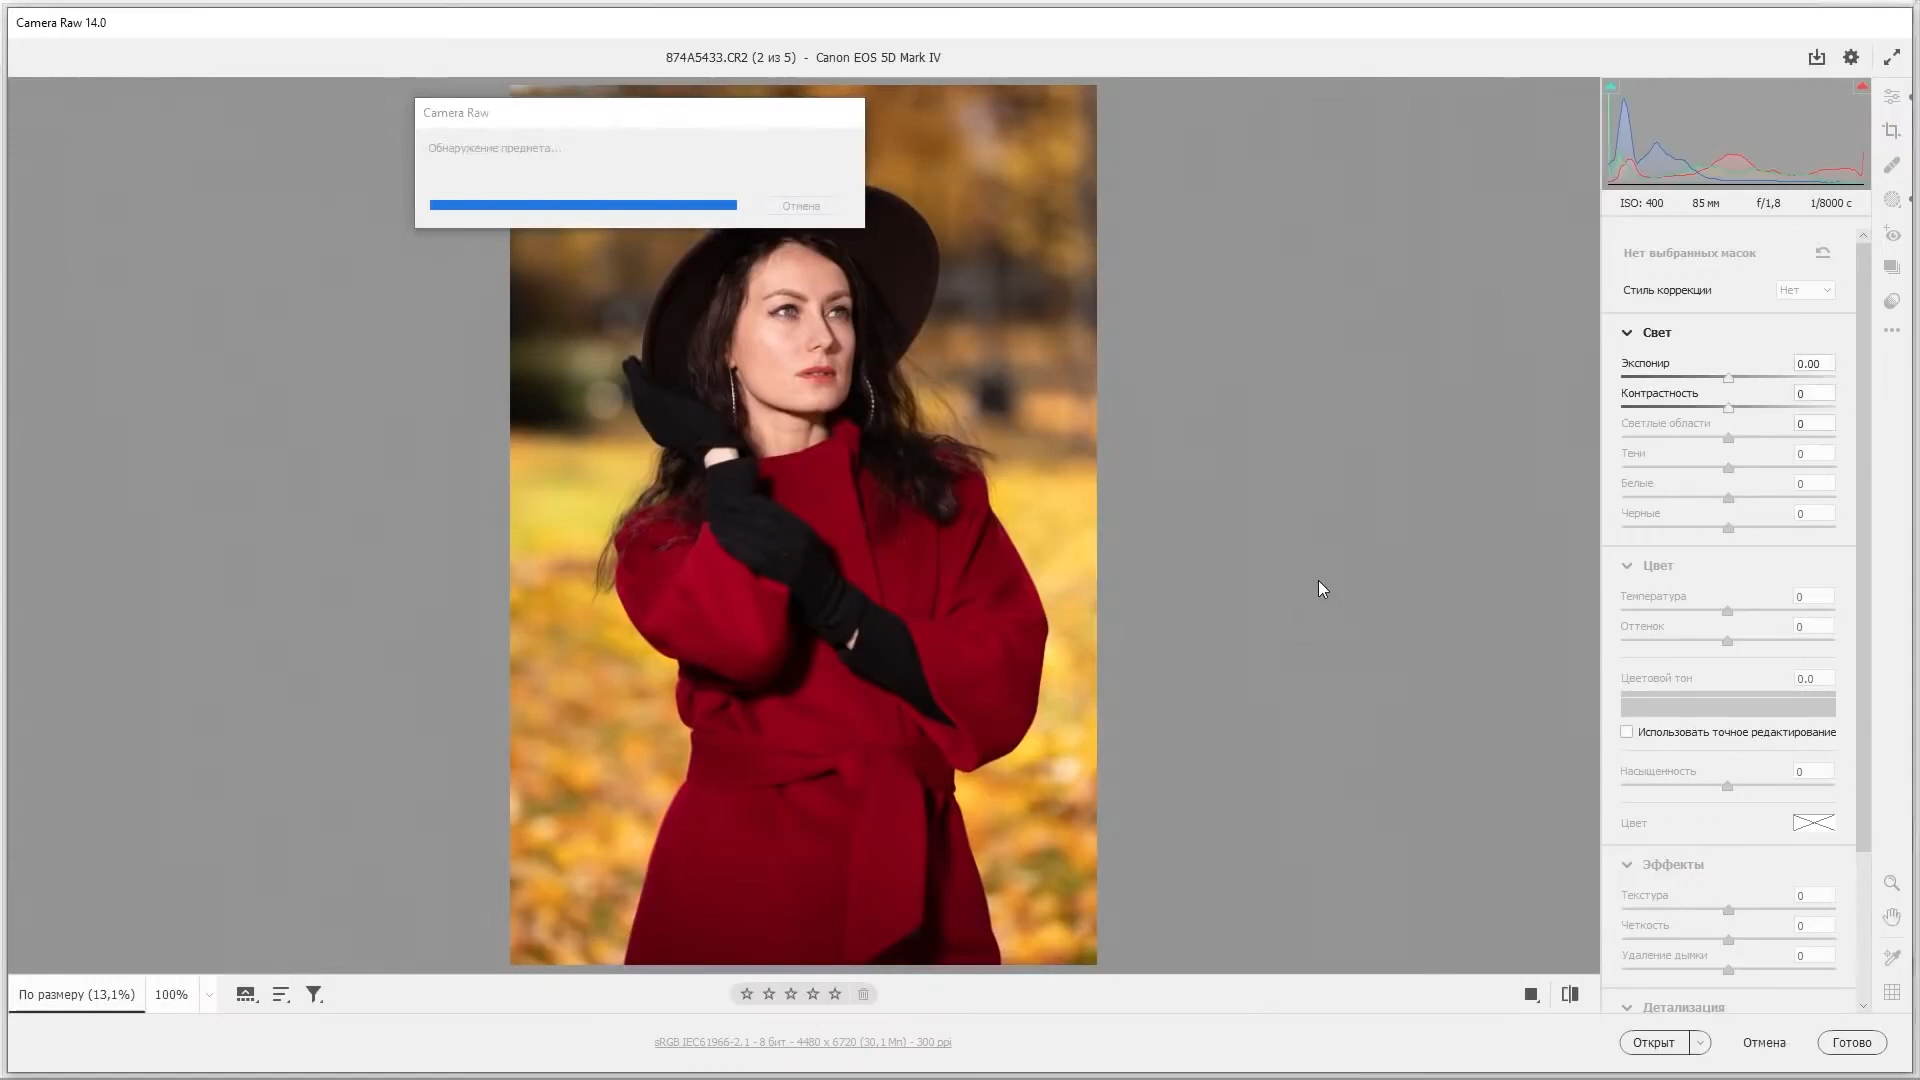 Camera Raw 14.0
874A5433.CR2 (2 из 5) - Canon EOS 5D Mark IV
Camera Raw
Обнаружение предмета...
Отмена
ISO: 400 85 мм f/1,8 1/8000 с
Нет выбранных масок
Стиль коррекции Нет
Свет
Экспонир 0.00
Контрастность 0
Светлые области 0
Тени 0
Белые 0
Черные 0
Цвет
Температура 0
Оттенок 0
Цветовой тон 0.0
Использовать точное редактирование
Насыщенность 0
Цвет
Эффекты
Текстура 0
Четкость 0
Удаление дымки 0
Детализация
По размеру (13,1%) 100%
sRGB IEC61966-2.1 - 8 бит - 4480 x 6720 (30,1 Мп) - 300 ppi
Открыт Отмена Готово